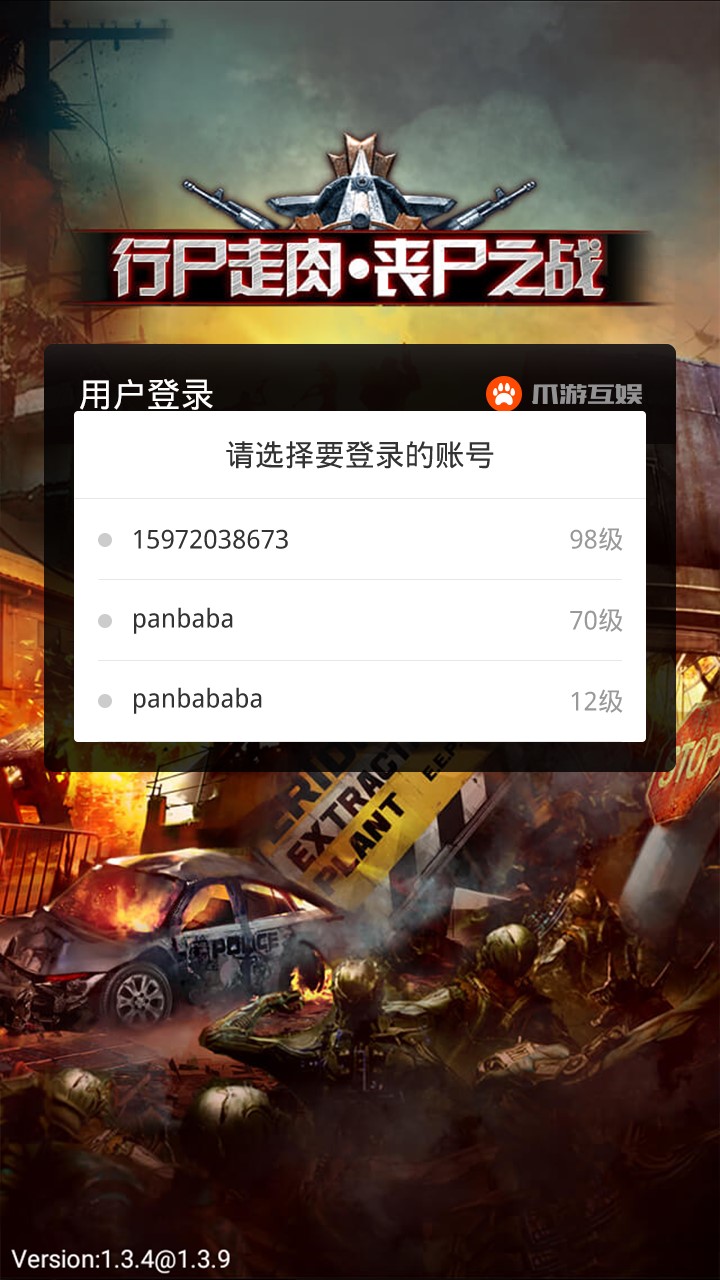 行尸走肉·丧尸之战
用户登录
爪游互娱
请选择要登录的账号
15972038673
98级
panbaba
70级
panbababa
12级
STOP
EXTRACT
E.E.P
PLANT
POLICE
Version:1.3.4@1.3.9